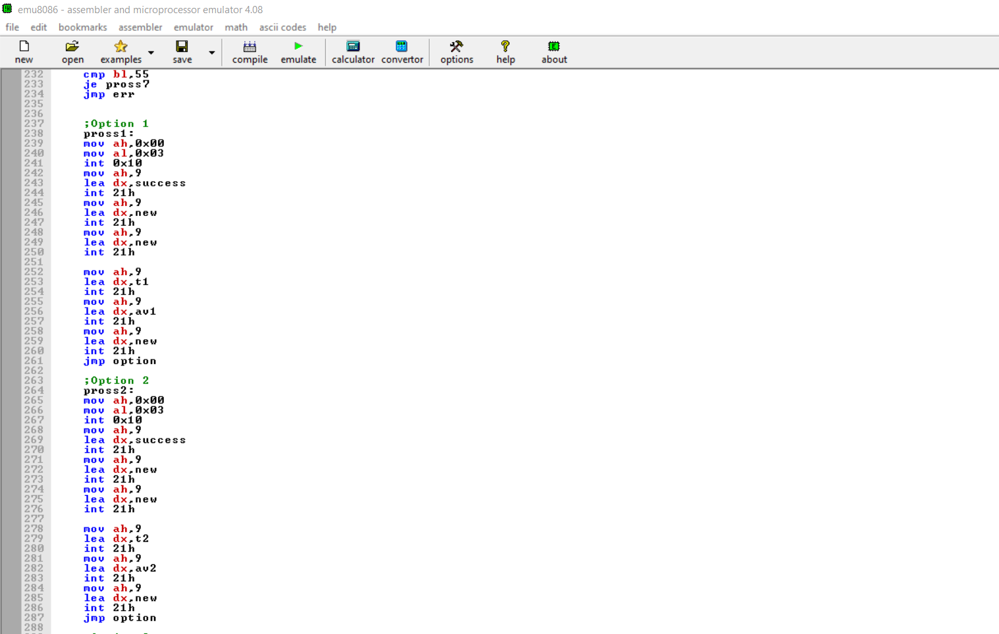 emu8086 - assembler and microprocessor emulator 4.08
file edit bookmarks assembler emulator math ascii codes help
new open examples save compile emulate calculator convertor options help about
232 cmp bl,55
233 je pross7
234 jmp err
235
236
237 ;Option 1
238 pross1:
239 mov ah,0x00
240 mov al,0x03
241 int 0x10
242 mov ah,9
243 lea dx,success
244 int 21h
245 mov ah,9
246 lea dx,new
247 int 21h
248 mov ah,9
249 lea dx,new
250 int 21h
251
252 mov ah,9
253 lea dx,t1
254 int 21h
255 mov ah,9
256 lea dx,av1
257 int 21h
258 mov ah,9
259 lea dx,new
260 int 21h
261 jmp option
262
263 ;Option 2
264 pross2:
265 mov ah,0x00
266 mov al,0x03
267 int 0x10
268 mov ah,9
269 lea dx,success
270 int 21h
271 mov ah,9
272 lea dx,new
273 int 21h
274 mov ah,9
275 lea dx,new
276 int 21h
277
278 mov ah,9
279 lea dx,t2
280 int 21h
281 mov ah,9
282 lea dx,av2
283 int 21h
284 mov ah,9
285 lea dx,new
286 int 21h
287 jmp option
288